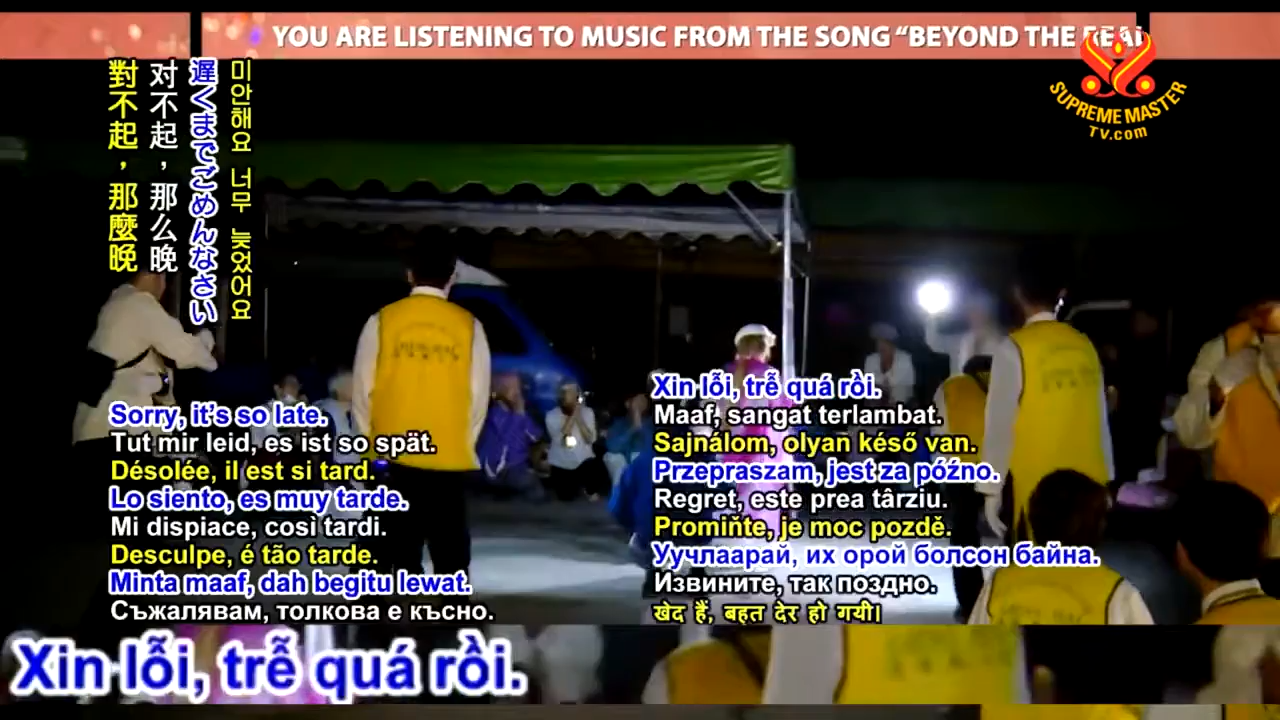 YOU ARE LISTENING TO MUSIC FROM THE SONG “BEYOND THE REAL
SUPREME MASTER
TV.com
對不起，那麼晚
对不起，那么晚
遅くまでごめんなさい
미안해요 너무 늦었어요
Sorry, it's so late.
Tut mir leid, es ist so spät.
Désolée, il est si tard.
Lo siento, es muy tarde.
Mi dispiace, così tardi.
Desculpe, é tão tarde.
Minta maaf, dah begitu lewat.
Съжалявам, толкова е късно.
Xin lỗi, trễ quá rồi.
Maaf, sangat terlambat.
Sajnálom, olyan késő van.
Przepraszam, jest za późno.
Regret, este prea târziu.
Promiňte, je moc pozdě.
Уучлаарай, их орой болсон байна.
Извините, так поздно.
खेद हैं, बहत देर हो गयी।
Xin lỗi, trễ quá rồi.